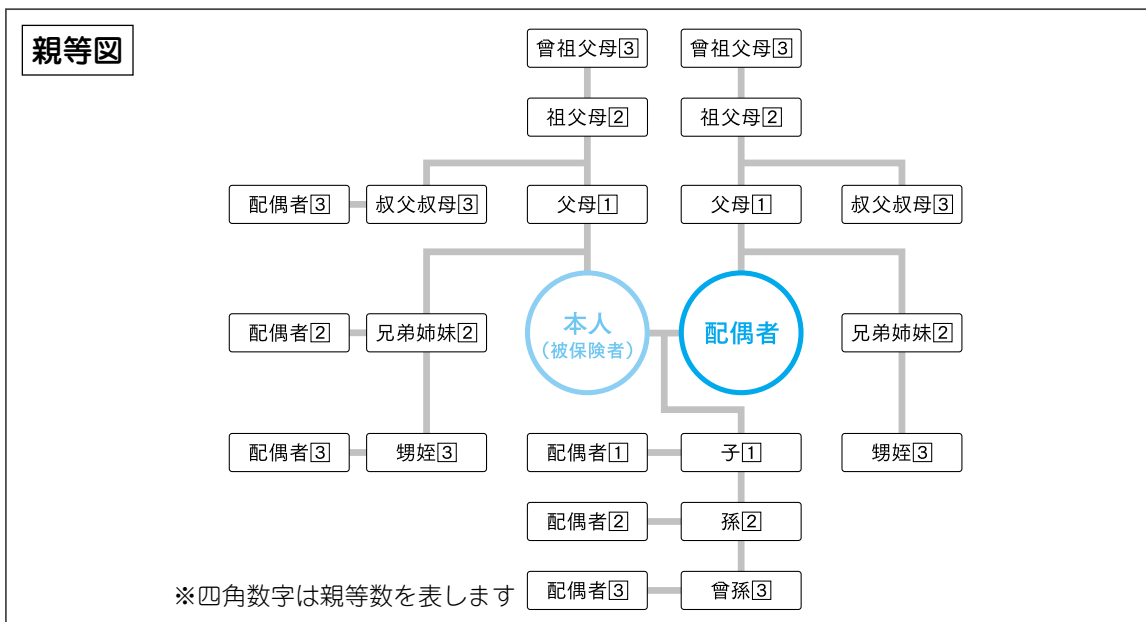 親等図
曾祖父母3 曾祖父母3
祖父母2 祖父母2
配偶者3 叔父叔母3 父母1 父母1 叔父叔母3
配偶者2 兄弟姉妹2 本人 配偶者 兄弟姉妹2
(被保険者)
配偶者3 甥姪3 配偶者1 子1 甥姪3
配偶者2 孫2
配偶者3 曾孫3
※四角数字は親等数を表します